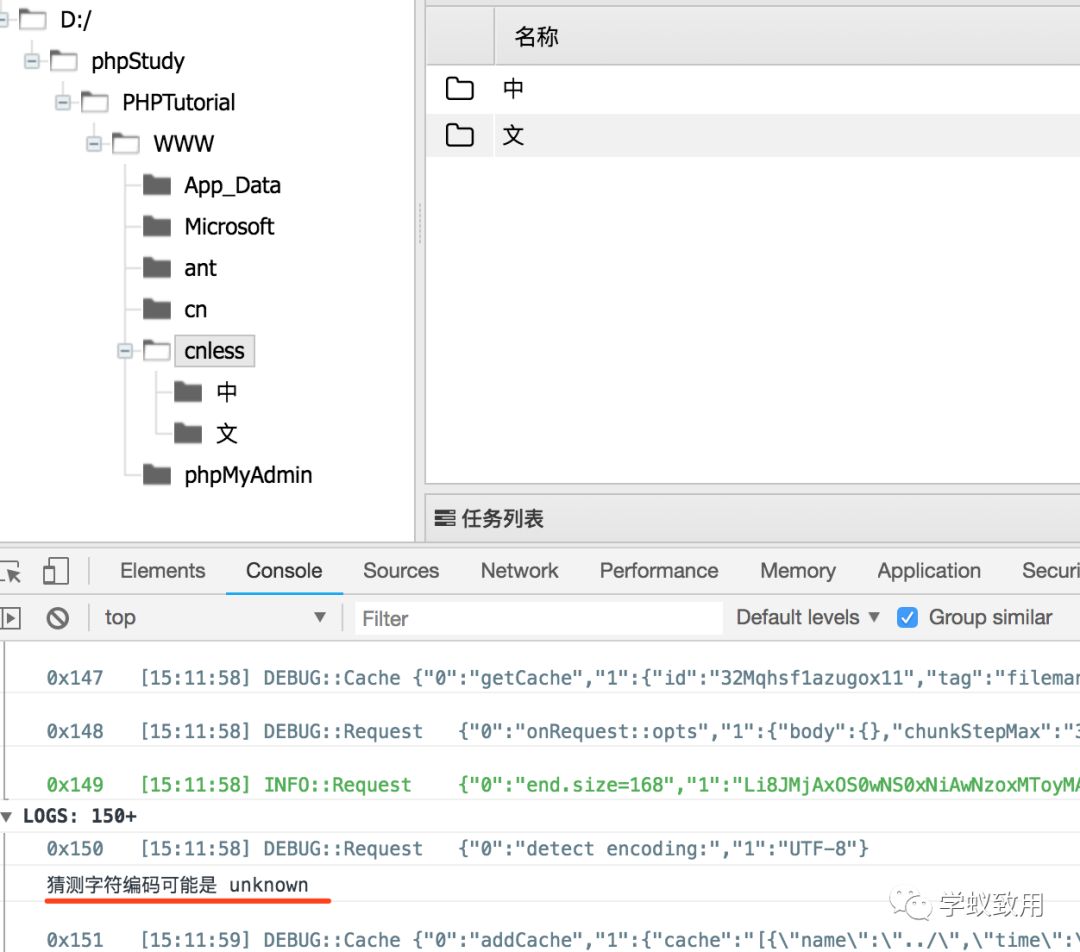 D:/
phpStudy
PHPTutorial
WWW
App_Data
Microsoft
ant
cn
cnless
中
文
phpMyAdmin
名称
中
文
任务列表
Elements Console Sources Network Performance Memory Application Securi
top Filter Default levels Group similar
0x147 [15:11:58] DEBUG::Cache {"0":"getCache","1":{"id":"32Mqhsf1azugox11","tag":"filemar
0x148 [15:11:58] DEBUG::Request {"0":"onRequest::opts","1":{"body":{},"chunkStepMax":"3
0x149 [15:11:58] INFO::Request {"0":"end.size=168","1":"Li8JMjAxOS0wNS0xNiAwNzoxMToyMA
LOGS: 150+
0x150 [15:11:58] DEBUG::Request {"0":"detect encoding:","1":"UTF-8"}
猜测字符编码可能是 unknown
0x151 [15:11:59] DEBUG::Cache {"0":"addCache","1":{"cache":"[{\"name\":\"../\",\"time\":\
学蚁致用